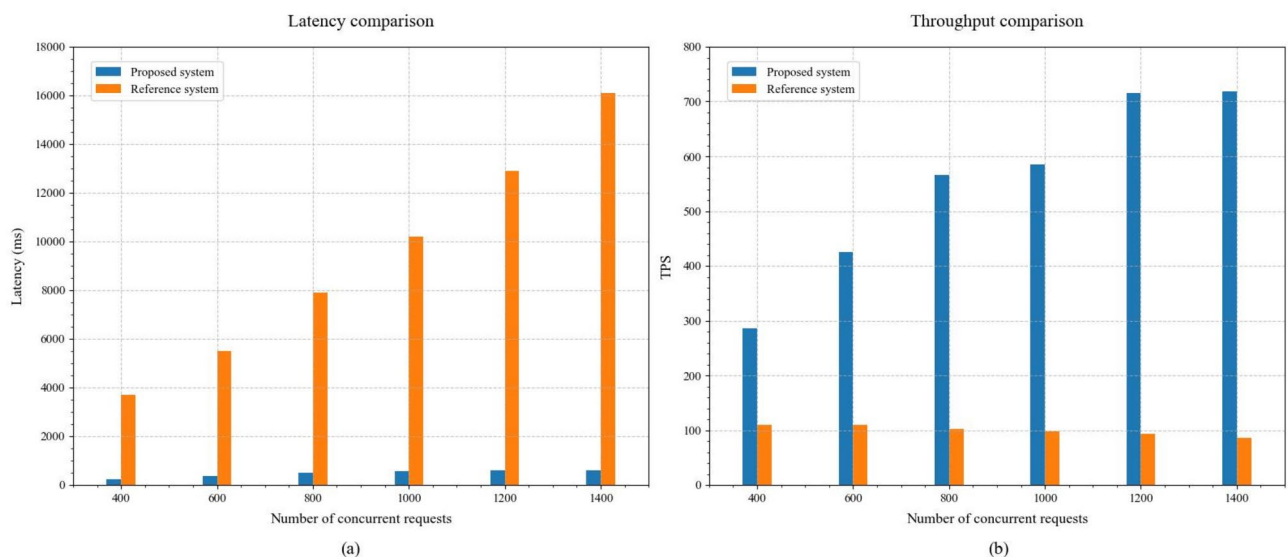 Latency comparison
18000
16000
14000
12000
10000
8000
6000
4000
2000
0
Latency (ms)
Proposed system
Reference system
400 600 800 1000 1200 1400
Number of concurrent requests
(a)
Throughput comparison
800
700
600
500
400
300
200
100
0
TPS
Proposed system
Reference system
400 600 800 1000 1200 1400
Number of concurrent requests
(b)